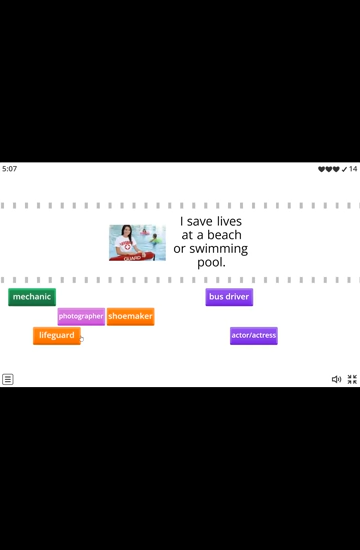 5:07
14
I save lives
at a beach
or swimming
pool.
GUARD
mechanic
bus driver
photographer
shoemaker
lifeguard
actor/actress